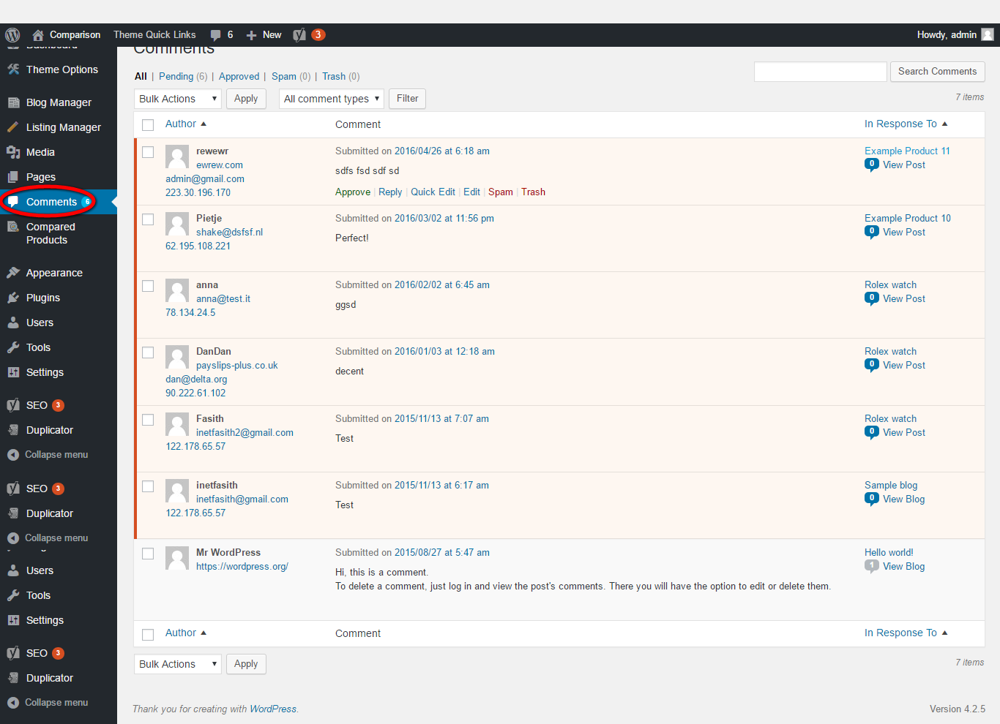 Comparison Theme Quick Links 6 New 3 Howdy, admin
Dashboard
Theme Options
Blog Manager
Listing Manager
Media
Pages
Comments 6
Compared
Products
Appearance
Plugins
Users
Tools
Settings
SEO 3
Duplicator
Collapse menu
SEO 3
Duplicator
Collapse menu
Users
Tools
Settings
SEO 3
Duplicator
Collapse menu
Comments
All | Pending (6) | Approved | Spam (0) | Trash (0)
Search Comments
Bulk Actions Apply All comment types Filter 7 items
Author Comment In Response To
rewewr
ewrew.com
admin@gmail.com
223.30.196.170
Submitted on 2016/04/26 at 6:18 am
sdfs fsd sdf sd
Approve | Reply | Quick Edit | Edit | Spam | Trash
Example Product 11
0 View Post
Pietje
shake@dsfsf.nl
62.195.108.221
Submitted on 2016/03/02 at 11:56 pm
Perfect!
Example Product 10
0 View Post
anna
anna@test.it
78.134.24.5
Submitted on 2016/02/02 at 6:45 am
ggsd
Rolex watch
0 View Post
DanDan
payslips-plus.co.uk
dan@delta.org
90.222.61.102
Submitted on 2016/01/03 at 12:18 am
decent
Rolex watch
0 View Post
Fasith
inetfasith2@gmail.com
122.178.65.57
Submitted on 2015/11/13 at 7:07 am
Test
Rolex watch
0 View Post
inetfasith
inetfasith@gmail.com
122.178.65.57
Submitted on 2015/11/13 at 6:17 am
Test
Sample blog
0 View Blog
Mr WordPress
https://wordpress.org/
Submitted on 2015/08/27 at 5:47 am
Hi, this is a comment.
To delete a comment, just log in and view the post's comments. There you will have the option to edit or delete them.
Hello world!
1 View Blog
Author Comment In Response To
Bulk Actions Apply 7 items
Thank you for creating with WordPress. Version 4.2.5